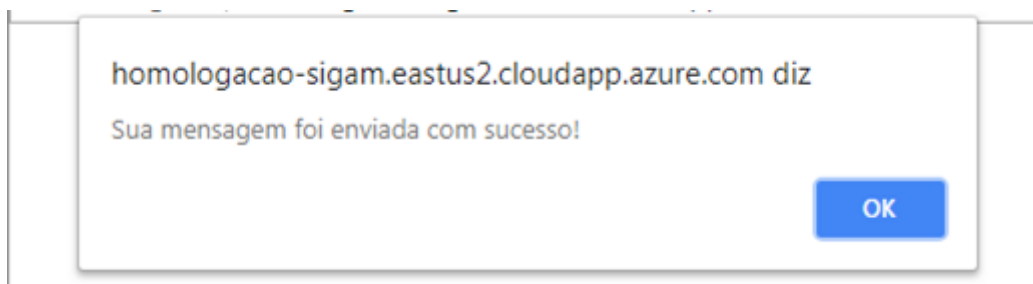 homologacao-sigam.eastus2.cloudapp.azure.com diz
Sua mensagem foi enviada com sucesso!
OK